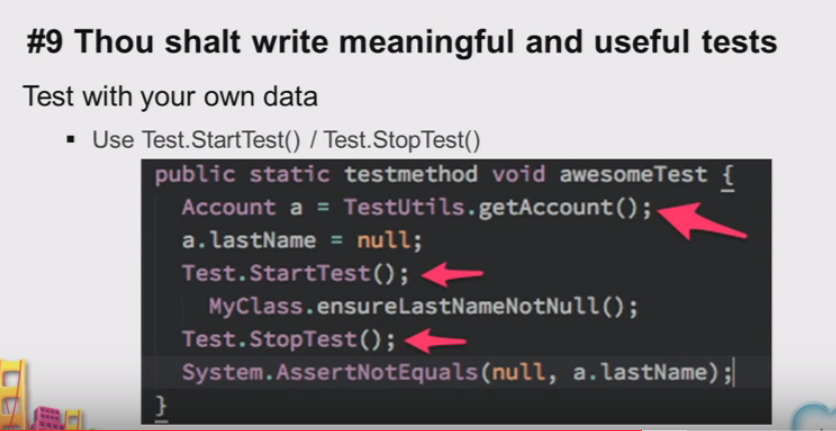 #9 Thou shalt write meaningful and useful tests
Test with your own data
▪ Use Test.StartTest() / Test.StopTest()
public static testmethod void awesomeTest {
Account a = TestUtils.getAccount();
a.lastName = null;
Test.StartTest();
MyClass.ensureLastNameNotNull();
Test.StopTest();
System.AssertNotEquals(null, a.lastName);
}